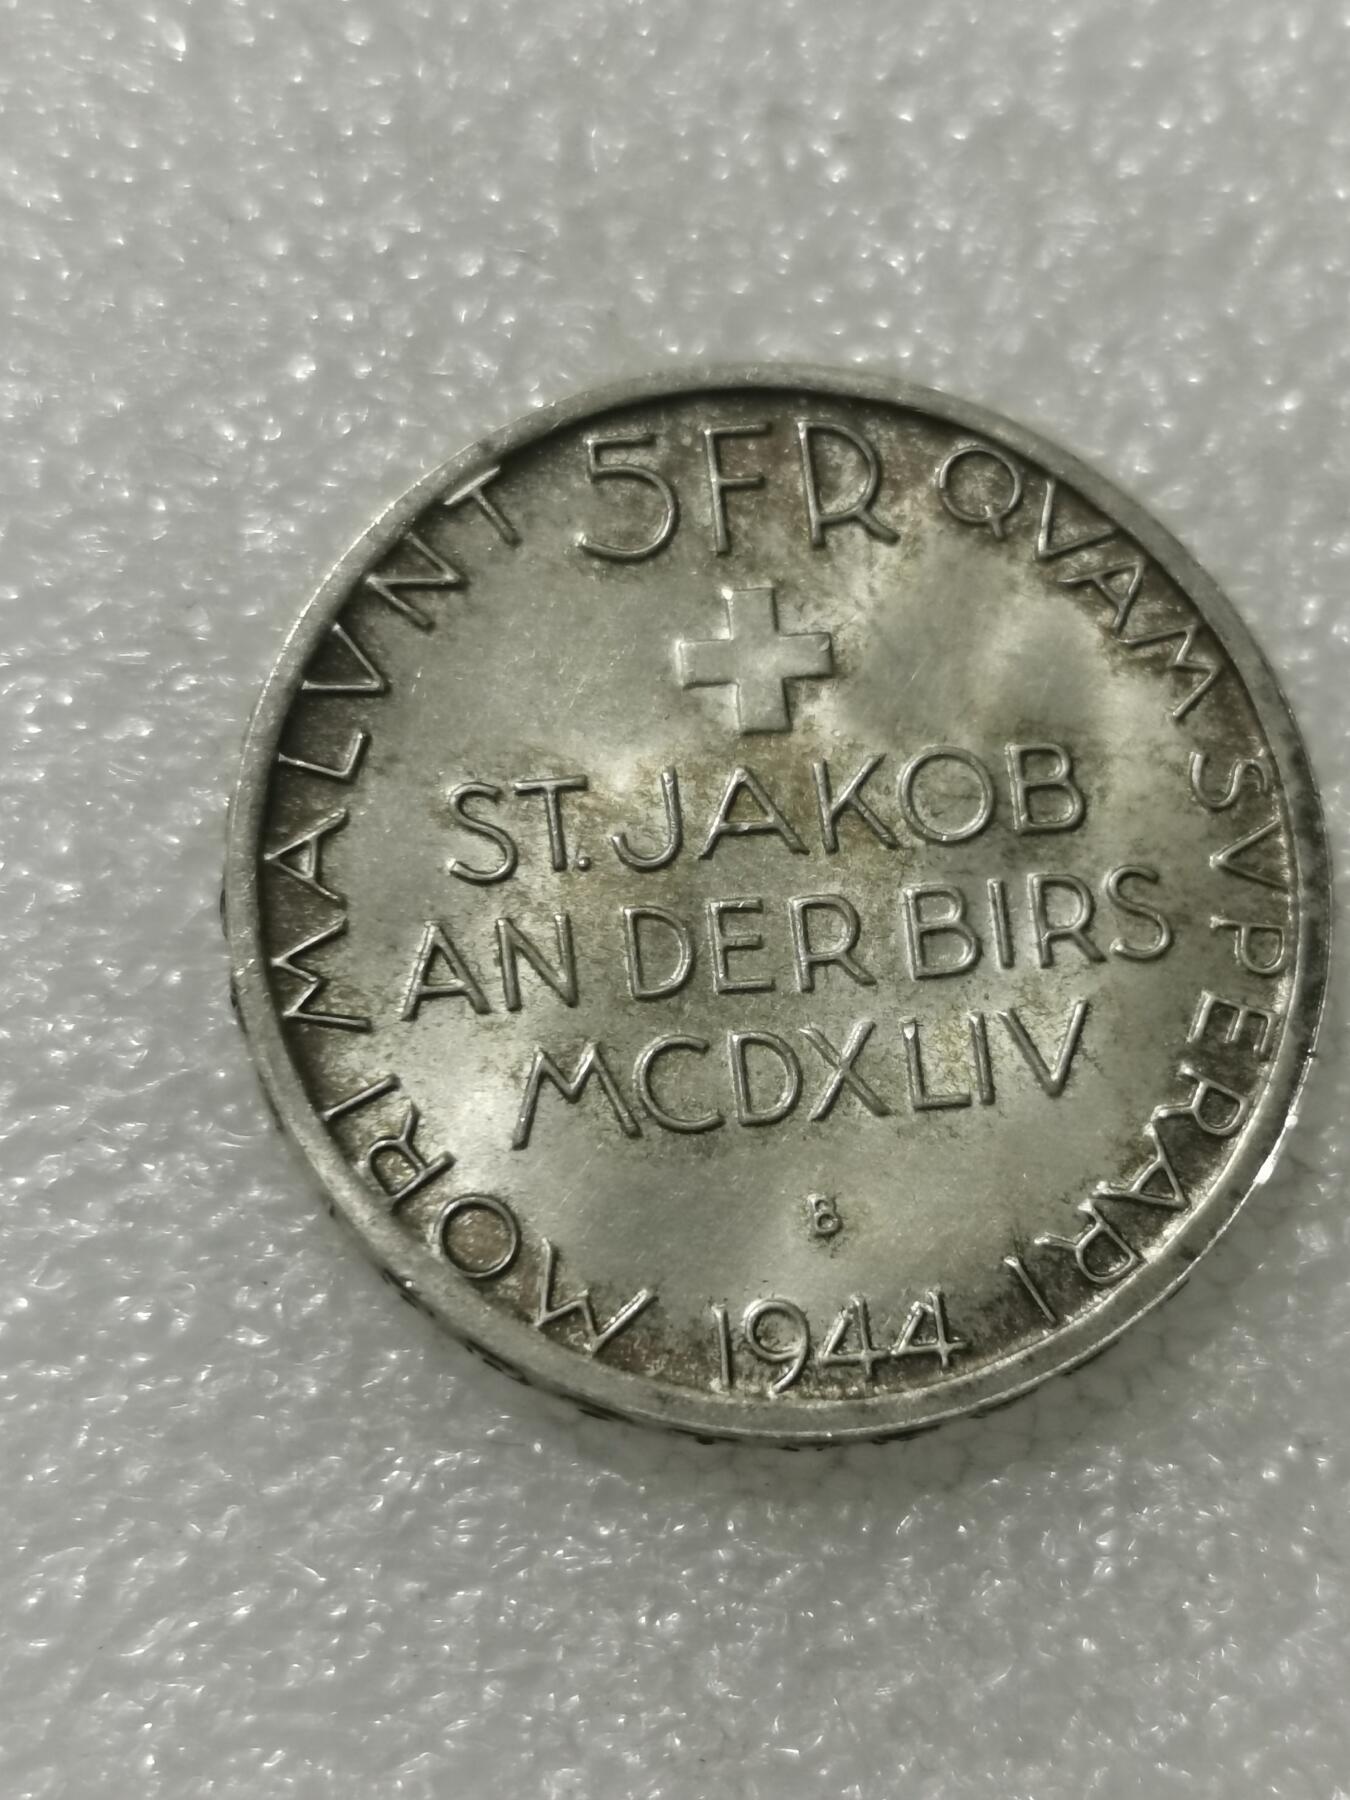 5FR
MORI MALVNT QVAM SVPERARI
ST. JAKOB
AN DER BIRS
MCDXLIV
B
1944